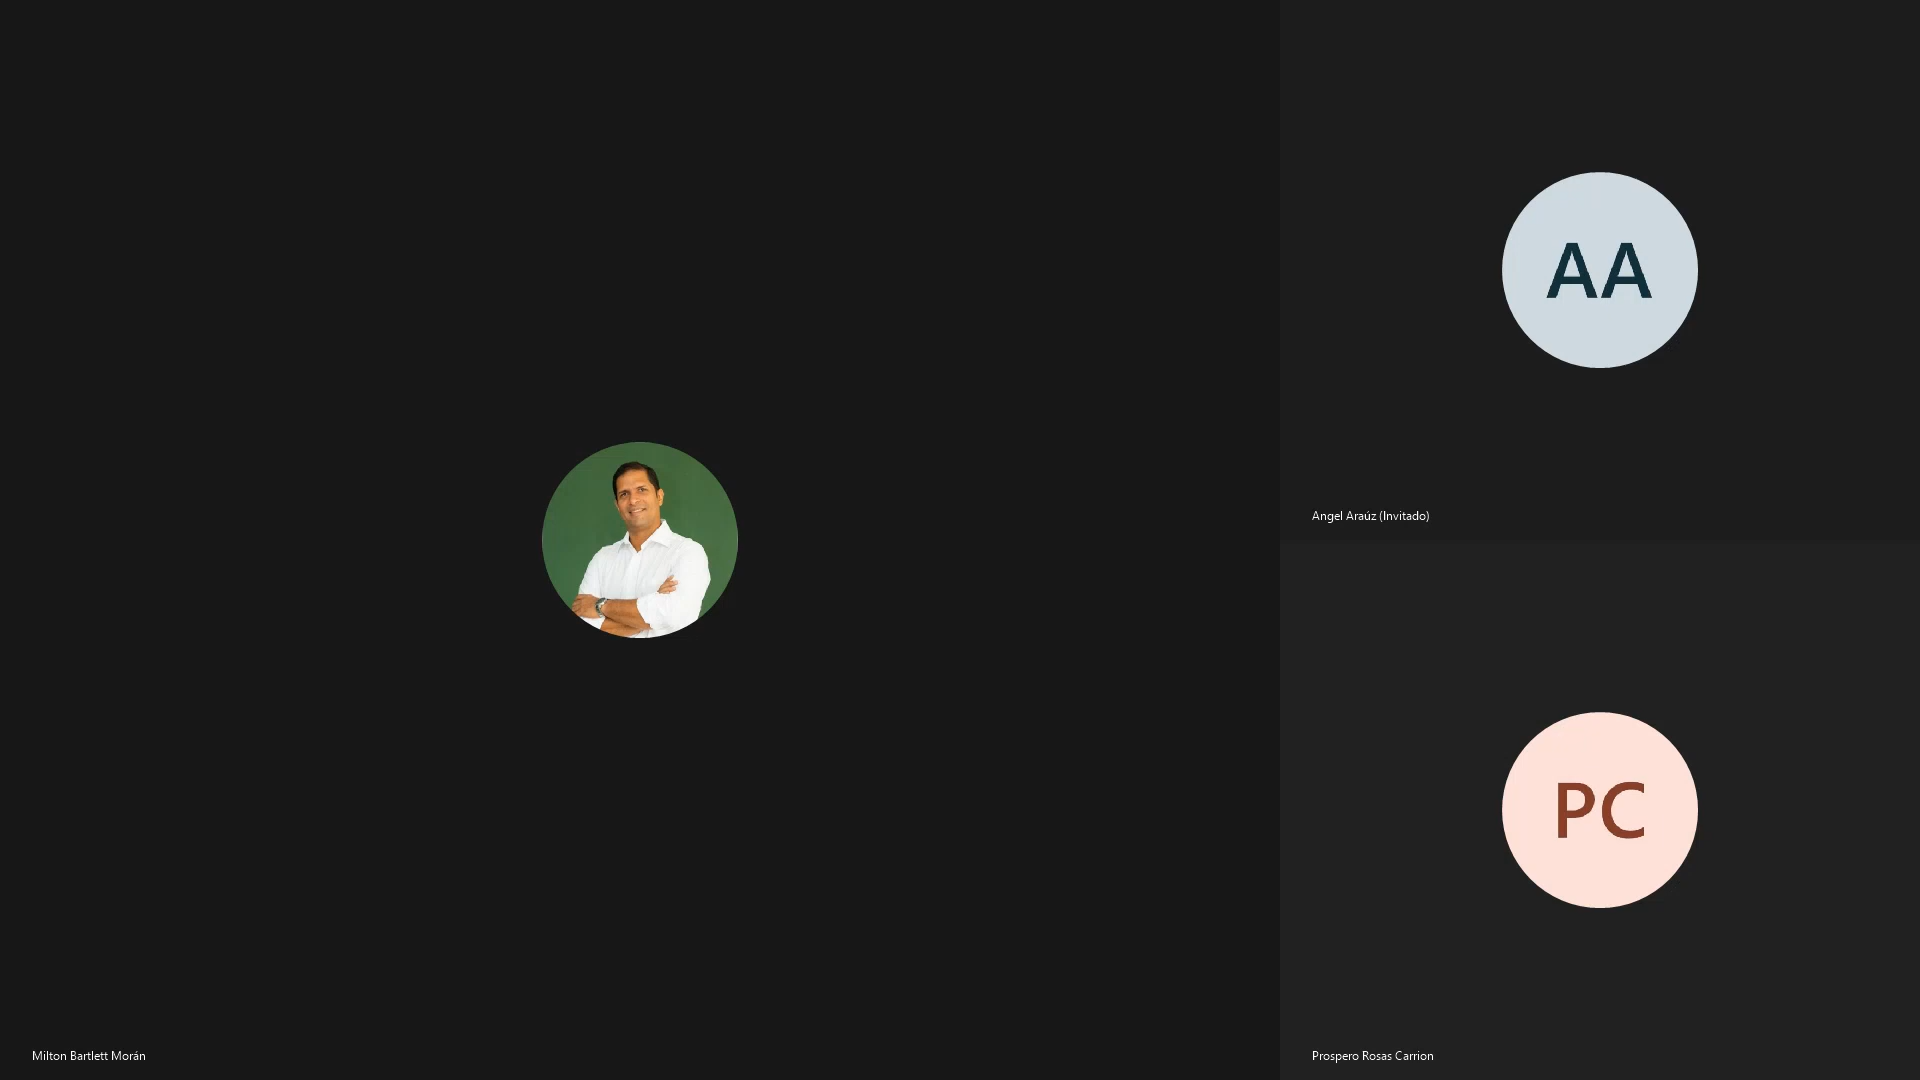 AA
Angel Araúz (Invitado)
PC
Milton Bartlett Morán
Prospero Rosas Carrion